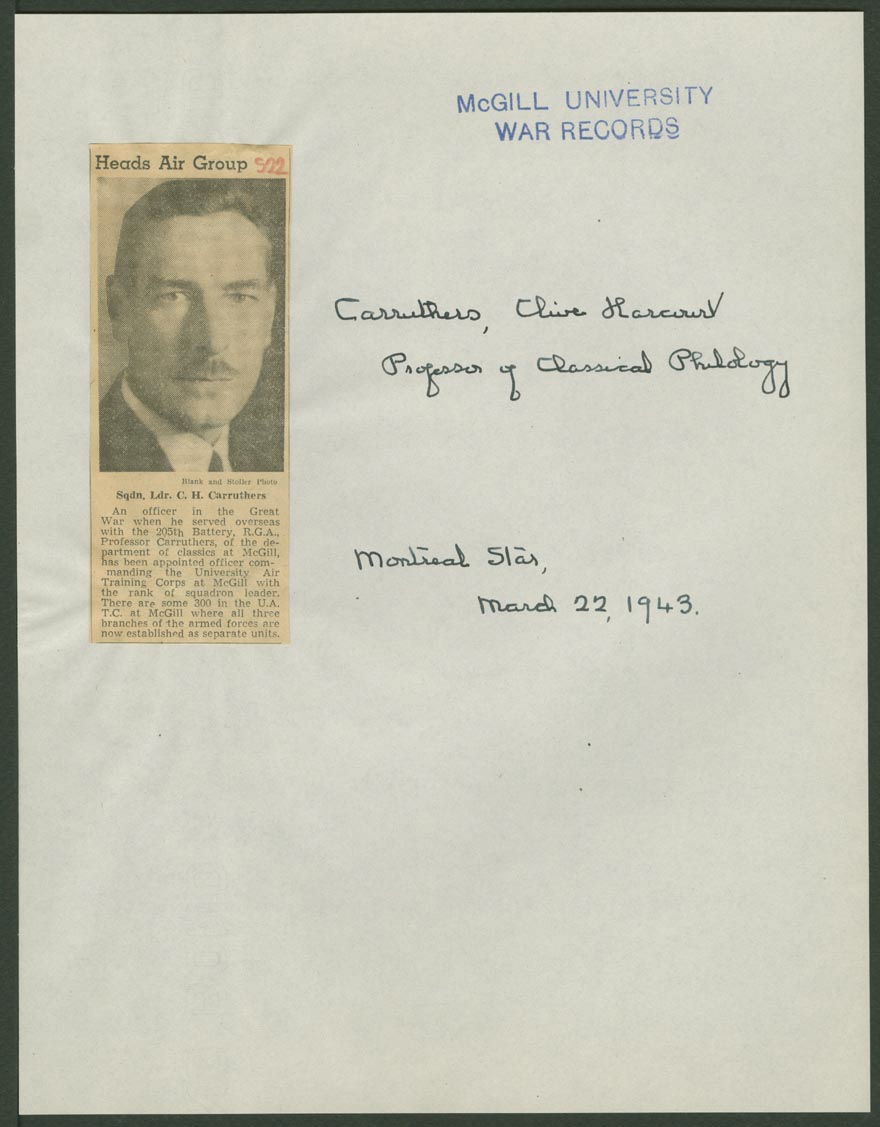 McGILL UNIVERSITY
WAR RECORDS
Heads Air Group 522
Blank and Stoller Photo
Sqdn. Ldr. C. H. Carruthers
An officer in the Great
War when he served overseas
with the 205th Battery, R.G.A.,
Professor Carruthers, of the de-
partment of classics at McGill,
has been appointed officer com-
manding the University Air
Training Corps at McGill with
the rank of squadron leader.
There are some 300 in the U.A.
T.C. at McGill where all three
branches of the armed forces are
now established as separate units.
Carruthers, Clive Harcourt
Professor of Classical Philology
Montreal Star,
March 22, 1943.